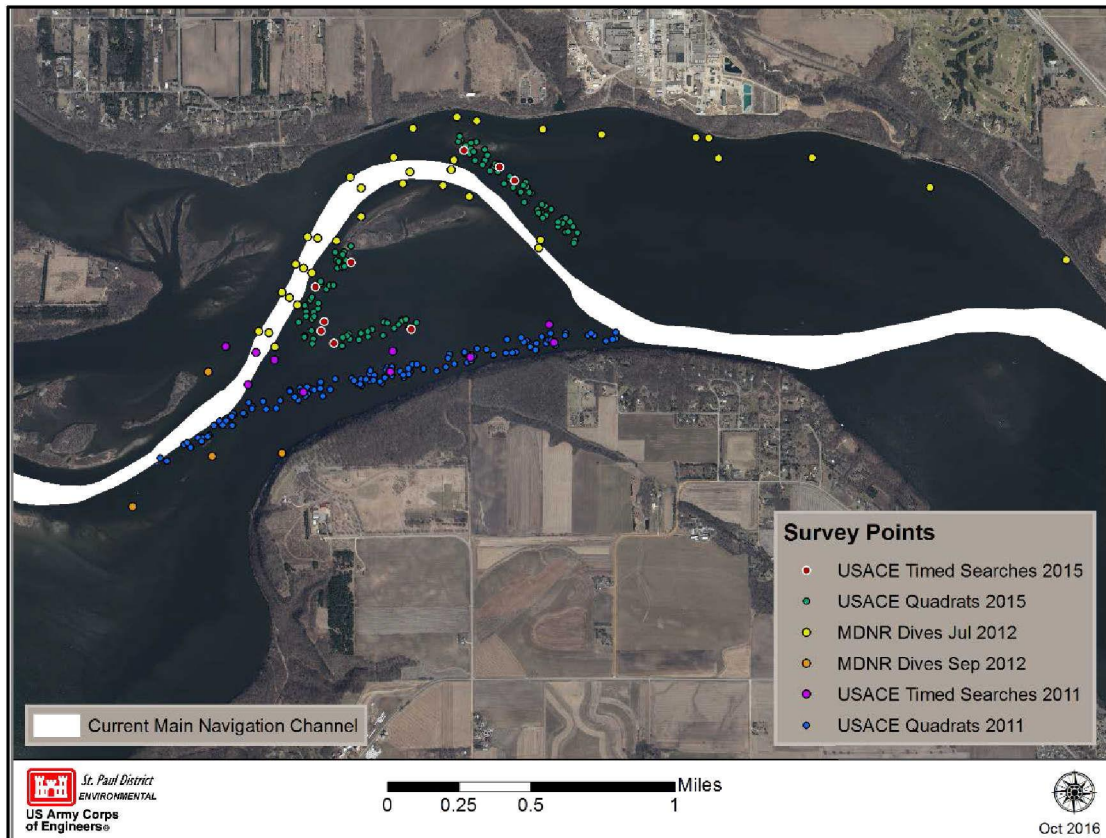 Survey Points
USACE Timed Searches 2015
USACE Quadrats 2015
MDNR Dives Jul 2012
MDNR Dives Sep 2012
USACE Timed Searches 2011
USACE Quadrats 2011
Current Main Navigation Channel
St. Paul District
ENVIRONMENTAL
US Army Corps
of Engineers®
Miles
0 0.25 0.5 1
Oct 2016